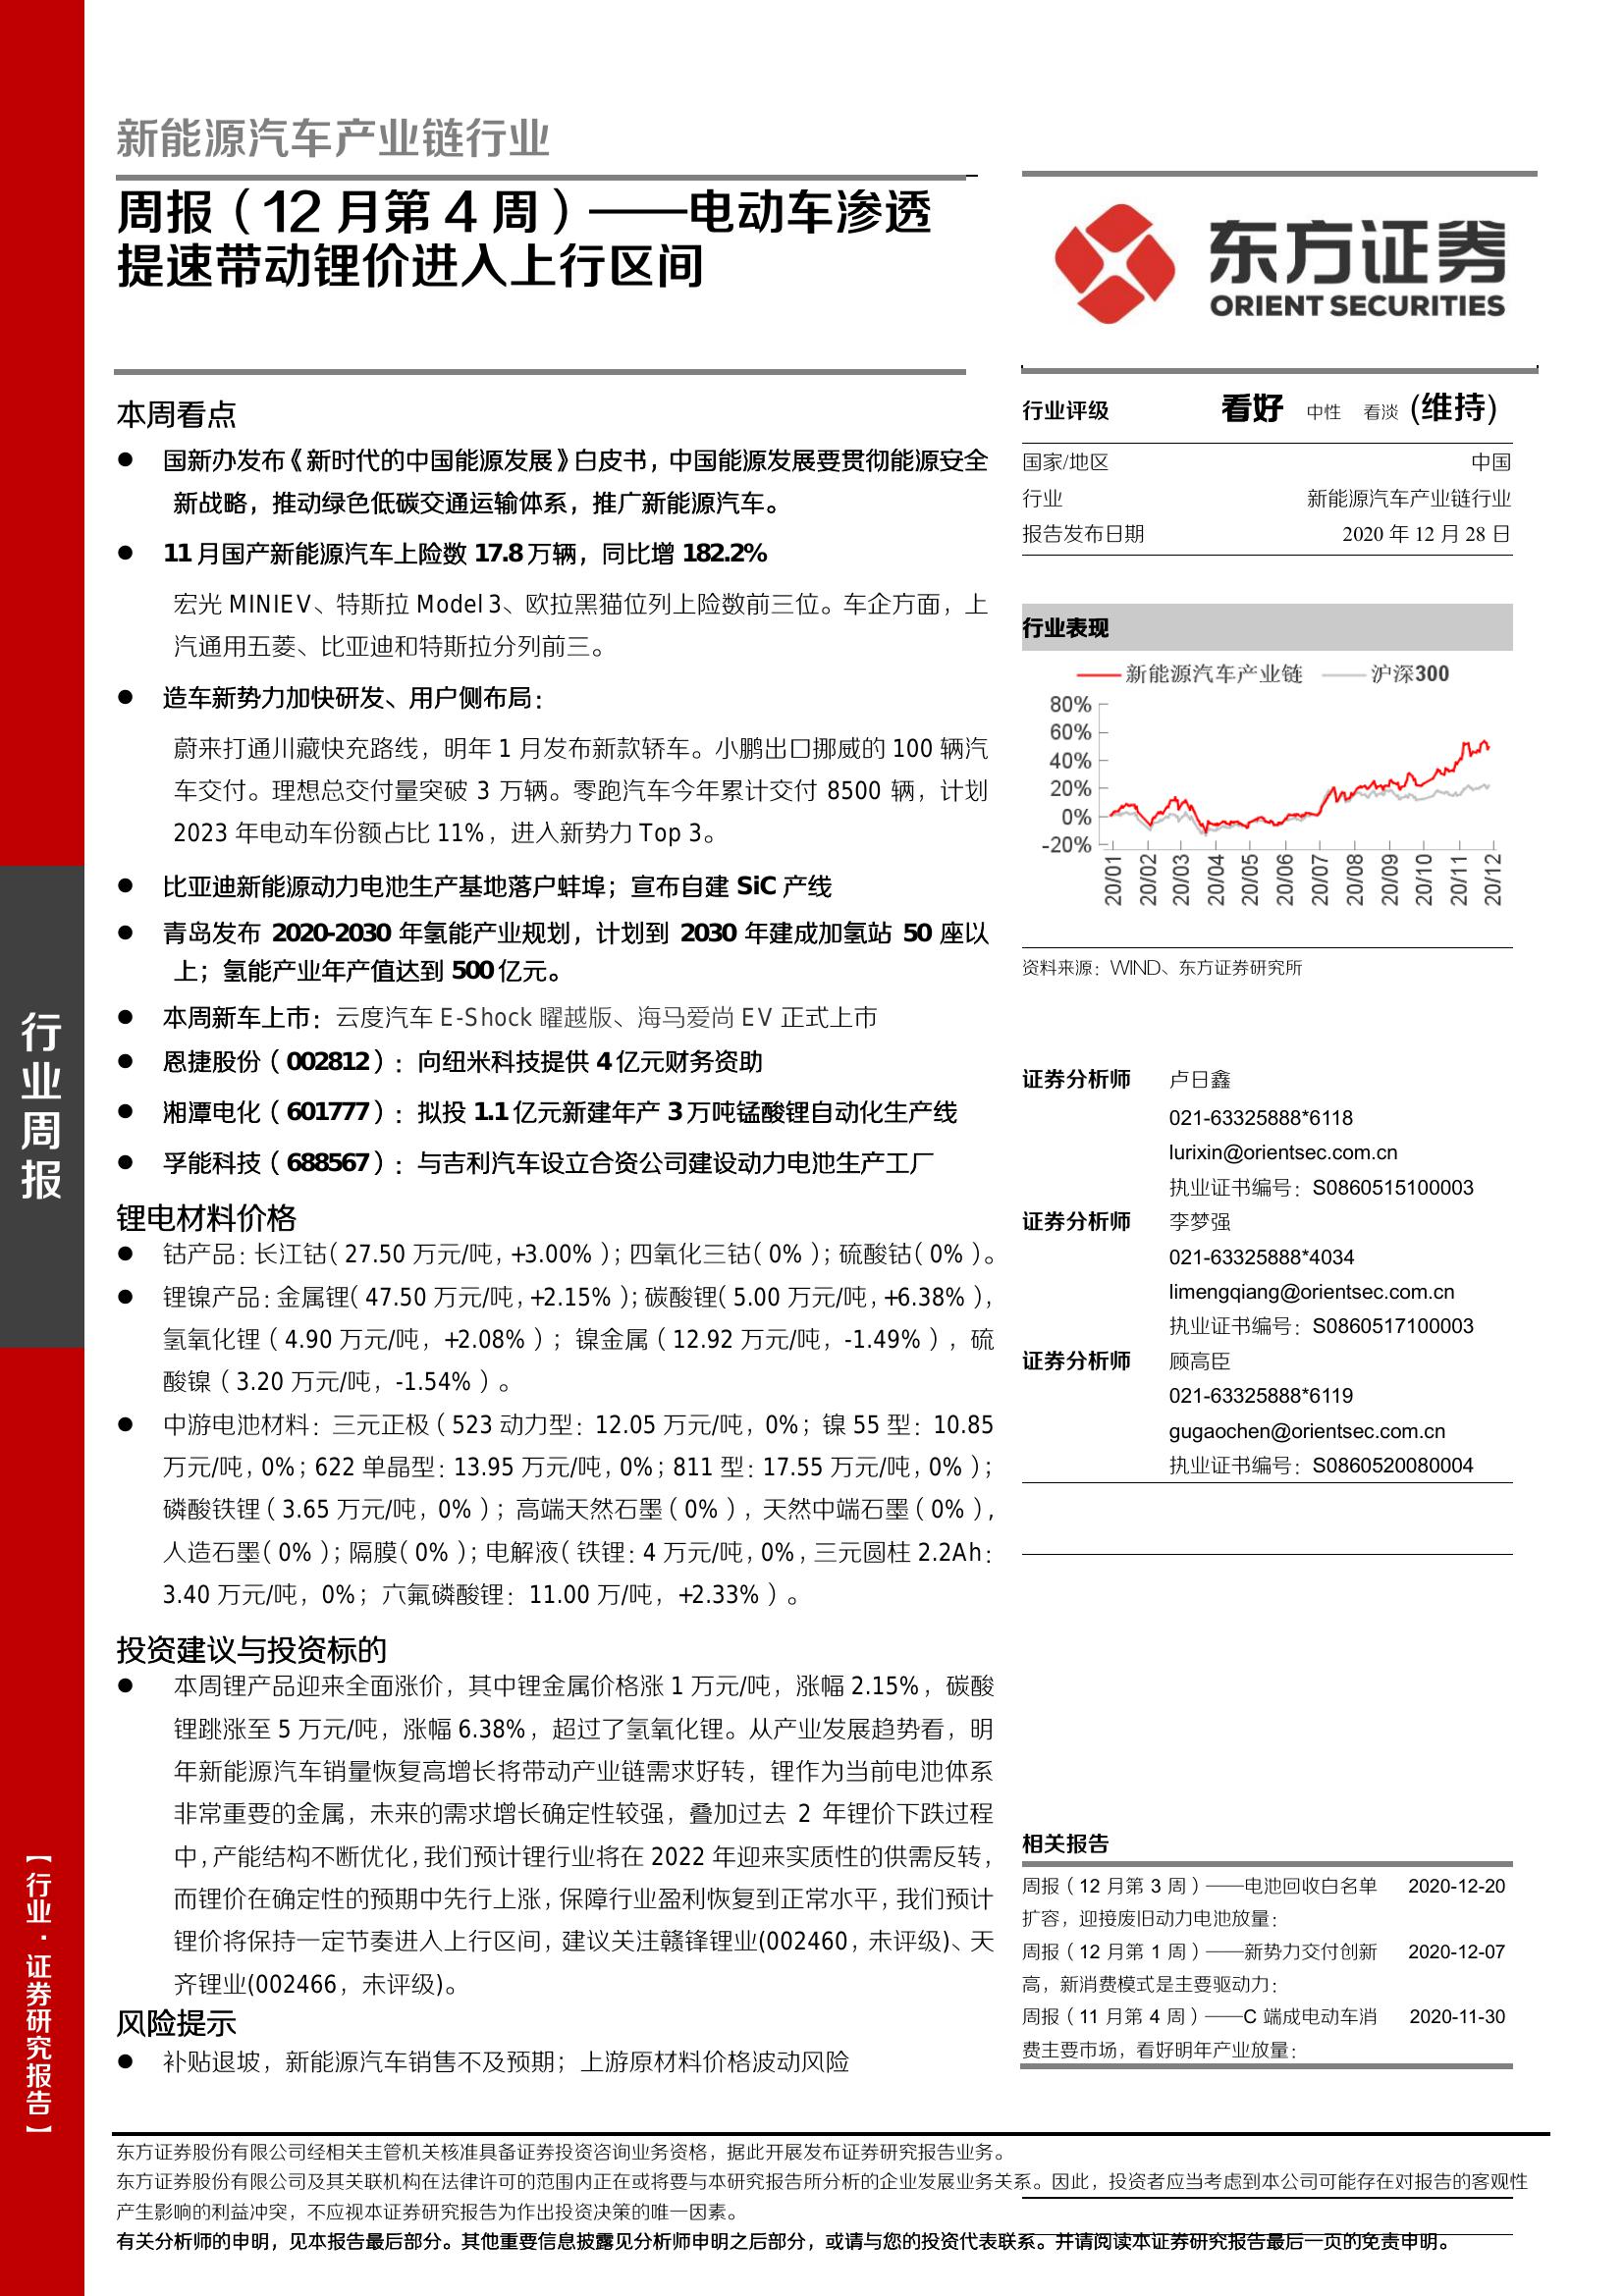 新能源汽车产业链行业
周报（12 月第 4 周）——电动车渗透
提速带动锂价进入上行区间
东方证券
ORIENT SECURITIES
本周看点
● 国新办发布《新时代的中国能源发展》白皮书，中国能源发展要贯彻能源安全
新战略，推动绿色低碳交通运输体系，推广新能源汽车。
● 11 月国产新能源汽车上险数 17.8 万辆，同比增 182.2%
宏光 MINIEV、特斯拉 Model 3、欧拉黑猫位列上险数前三位。车企方面，上
汽通用五菱、比亚迪和特斯拉分列前三。
● 造车新势力加快研发、用户侧布局：
蔚来打通川藏快充路线，明年 1 月发布新款轿车。小鹏出口挪威的 100 辆汽
车交付。理想总交付量突破 3 万辆。零跑汽车今年累计交付 8500 辆，计划
2023 年电动车份额占比 11%，进入新势力 Top 3。
● 比亚迪新能源动力电池生产基地落户蚌埠；宣布自建 SiC 产线
● 青岛发布 2020-2030 年氢能产业规划，计划到 2030 年建成加氢站 50 座以
上；氢能产业年产值达到 500 亿元。
● 本周新车上市：云度汽车 E-Shock 曜越版、海马爱尚 EV 正式上市
● 恩捷股份（002812）：向纽米科技提供 4 亿元财务资助
● 湘潭电化（601777）：拟投 1.1 亿元新建年产 3 万吨锰酸锂自动化生产线
● 孚能科技（688567）：与吉利汽车设立合资公司建设动力电池生产工厂
锂电材料价格
● 钴产品：长江钴（27.50 万元/吨，+3.00%）；四氧化三钴（0%）；硫酸钴（0%）。
● 锂镍产品：金属锂（47.50 万元/吨，+2.15%）；碳酸锂（5.00 万元/吨，+6.38%），
氢氧化锂（4.90 万元/吨，+2.08%）；镍金属（12.92 万元/吨，-1.49%），硫
酸镍（3.20 万元/吨，-1.54%）。
● 中游电池材料：三元正极（523 动力型：12.05 万元/吨，0%；镍 55 型：10.85
万元/吨，0%；622 单晶型：13.95 万元/吨，0%；811 型：17.55 万元/吨，0%）；
磷酸铁锂（3.65 万元/吨，0%）；高端天然石墨（0%），天然中端石墨（0%），
人造石墨（0%）；隔膜（0%）；电解液（铁锂：4 万元/吨，0%，三元圆柱 2.2Ah：
3.40 万元/吨，0%；六氟磷酸锂：11.00 万/吨，+2.33%）。
投资建议与投资标的
● 本周锂产品迎来全面涨价，其中锂金属价格涨 1 万元/吨，涨幅 2.15%，碳酸
锂跳涨至 5 万元/吨，涨幅 6.38%，超过了氢氧化锂。从产业发展趋势看，明
年新能源汽车销量恢复高增长将带动产业链需求好转，锂作为当前电池体系
非常重要的金属，未来的需求增长确定性较强，叠加过去 2 年锂价下跌过程
中，产能结构不断优化，我们预计锂行业将在 2022 年迎来实质性的供需反转，
而锂价在确定性的预期中先行上涨，保障行业盈利恢复到正常水平，我们预计
锂价将保持一定节奏进入上行区间，建议关注赣锋锂业(002460，未评级)、天
齐锂业(002466，未评级)。
风险提示
● 补贴退坡，新能源汽车销售不及预期；上游原材料价格波动风险
行业评级 看好 中性 看淡 (维持)
国家/地区 中国
行业 新能源汽车产业链行业
报告发布日期 2020 年 12 月 28 日
行业表现
新能源汽车产业链 沪深300
80%
60%
40%
20%
0%
-20%
20/01 20/02 20/03 20/04 20/05 20/06 20/07 20/08 20/09 20/10 20/11 20/12
资料来源：WIND、东方证券研究所
证券分析师 卢日鑫
021-63325888*6118
lurixin@orientsec.com.cn
执业证书编号：S0860515100003
证券分析师 李梦强
021-63325888*4034
limengqiang@orientsec.com.cn
执业证书编号：S0860517100003
证券分析师 顾高臣
021-63325888*6119
gugaochen@orientsec.com.cn
执业证书编号：S0860520080004
相关报告
周报（12 月第 3 周）——电池回收白名单 2020-12-20
扩容，迎接废旧动力电池放量：
周报（12 月第 1 周）——新势力交付创新 2020-12-07
高，新消费模式是主要驱动力：
周报（11 月第 4 周）——C 端成电动车消 2020-11-30
费主要市场，看好明年产业放量：
行业周报
【行业·证券研究报告】
东方证券股份有限公司经相关主管机关核准具备证券投资咨询业务资格，据此开展发布证券研究报告业务。
东方证券股份有限公司及其关联机构在法律许可的范围内正在或将要与本研究报告所分析的企业发展业务关系。因此，投资者应当考虑到本公司可能存在对报告的客观性
产生影响的利益冲突，不应视本证券研究报告为作出投资决策的唯一因素。
有关分析师的申明，见本报告最后部分。其他重要信息披露见分析师申明之后部分，或请与您的投资代表联系。并请阅读本证券研究报告最后一页的免责申明。